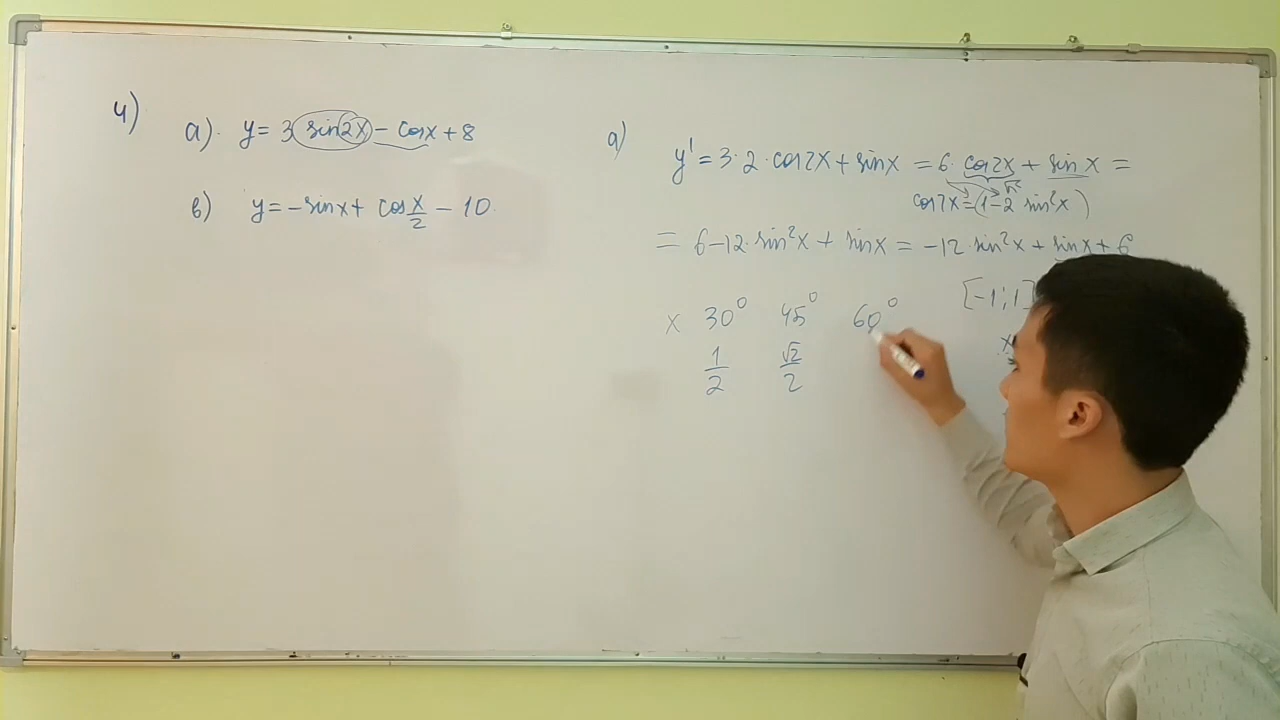 4)
a). y = 3 sin2x - cosx + 8
b) y = -sinx + cos x/2 - 10
a) y' = 3·2·cos2x + sinx = 6·cos2x + sinx =
cos2x = (1-2 sin²x)
= 6-12·sin²x + sinx = -12·sin²x + sinx + 6
[-1;1]
x 30° 45° 60°
x
1/2 √2/2